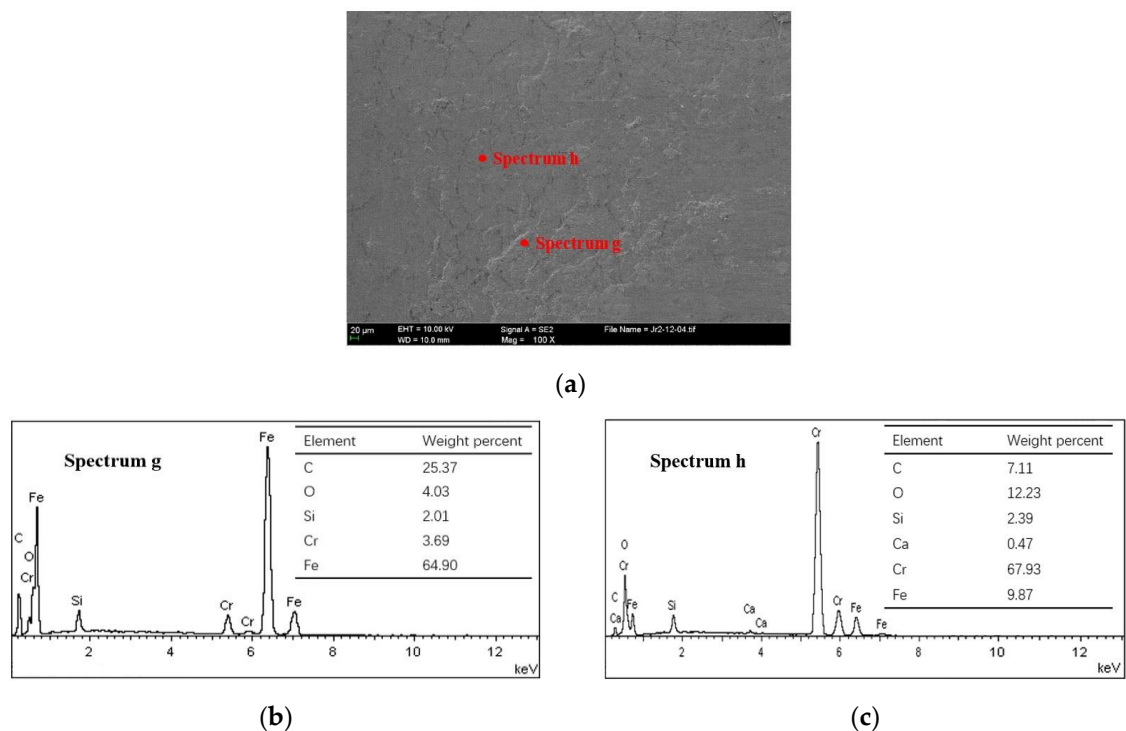 Spectrum h
Spectrum g
20 µm
EHT = 10.00 kV Signal A = SE2 File Name = Jr2-12-04.tif
WD = 10.0 mm Mag = 100 X
(a)
Spectrum g
Element Weight percent
C 25.37
O 4.03
Si 2.01
Cr 3.69
Fe 64.90
Fe
Fe
C
O
Cr
Si
Cr
Cr
Fe
2 4 6 8 10 12
keV
(b)
Spectrum h
Element Weight percent
C 7.11
O 12.23
Si 2.39
Ca 0.47
Cr 67.93
Fe 9.87
Cr
O
Cr
C
Ca
Fe
Si
Ca
Ca
Cr
Fe
Fe
2 4 6 8 10 12
keV
(c)